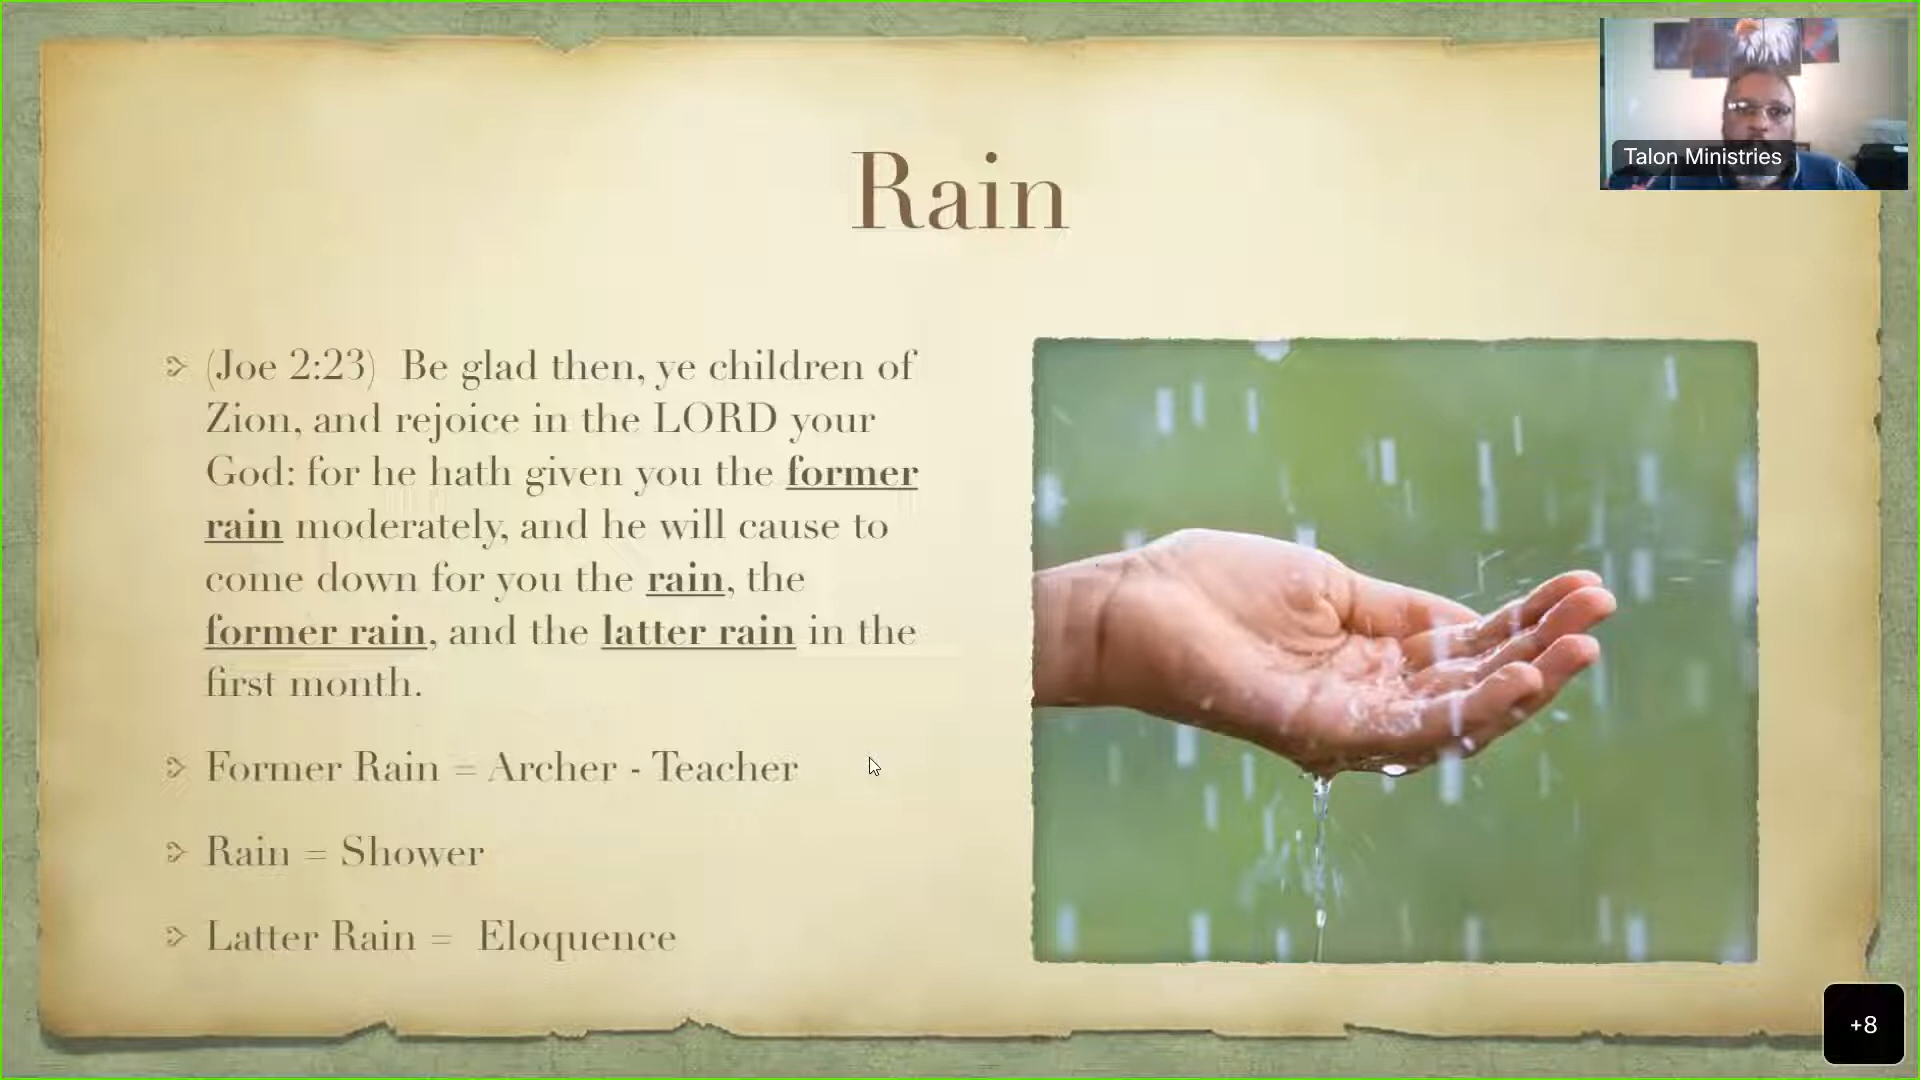 Talon Ministries
Rain
(Joe 2:23)  Be glad then, ye children of
Zion, and rejoice in the LORD your
God: for he hath given you the former
rain moderately, and he will cause to
come down for you the rain, the
former rain, and the latter rain in the
first month.
Former Rain = Archer - Teacher
Rain = Shower
Latter Rain =  Eloquence
+8